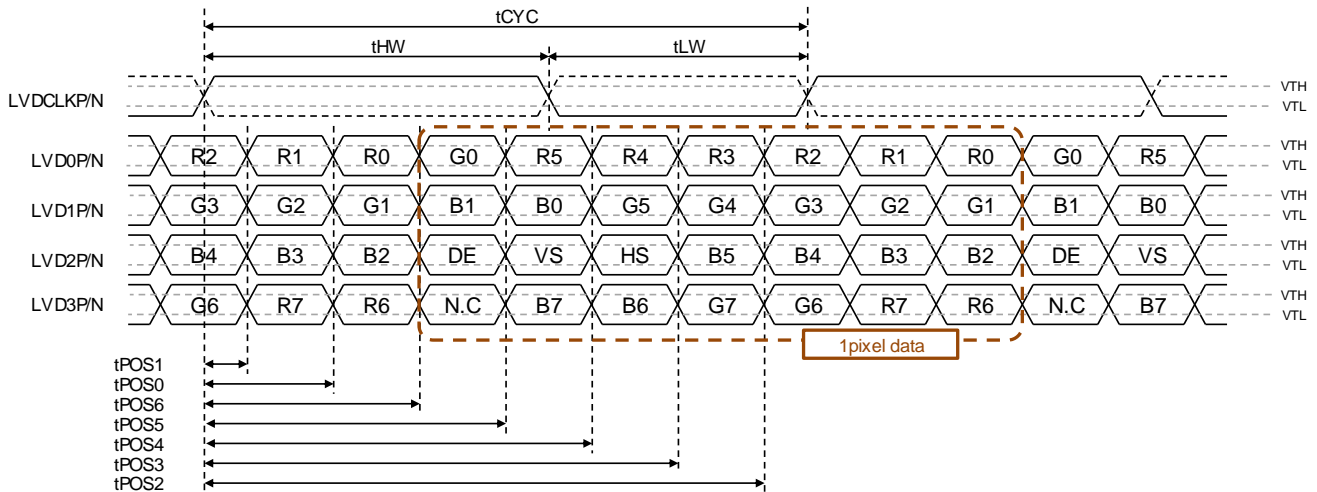 tCYC
tHW tLW
LVDCLKP/N VTH
VTL
LVD0P/N R2 R1 R0 G0 R5 R4 R3 R2 R1 R0 G0 R5 VTH
VTL
LVD1P/N G3 G2 G1 B1 B0 G5 G4 G3 G2 G1 B1 B0 VTH
VTL
LVD2P/N B4 B3 B2 DE VS HS B5 B4 B3 B2 DE VS VTH
VTL
LVD3P/N G6 R7 R6 N.C B7 B6 G7 G6 R7 R6 N.C B7 VTH
VTL
1pixel data
tPOS1
tPOS0
tPOS6
tPOS5
tPOS4
tPOS3
tPOS2